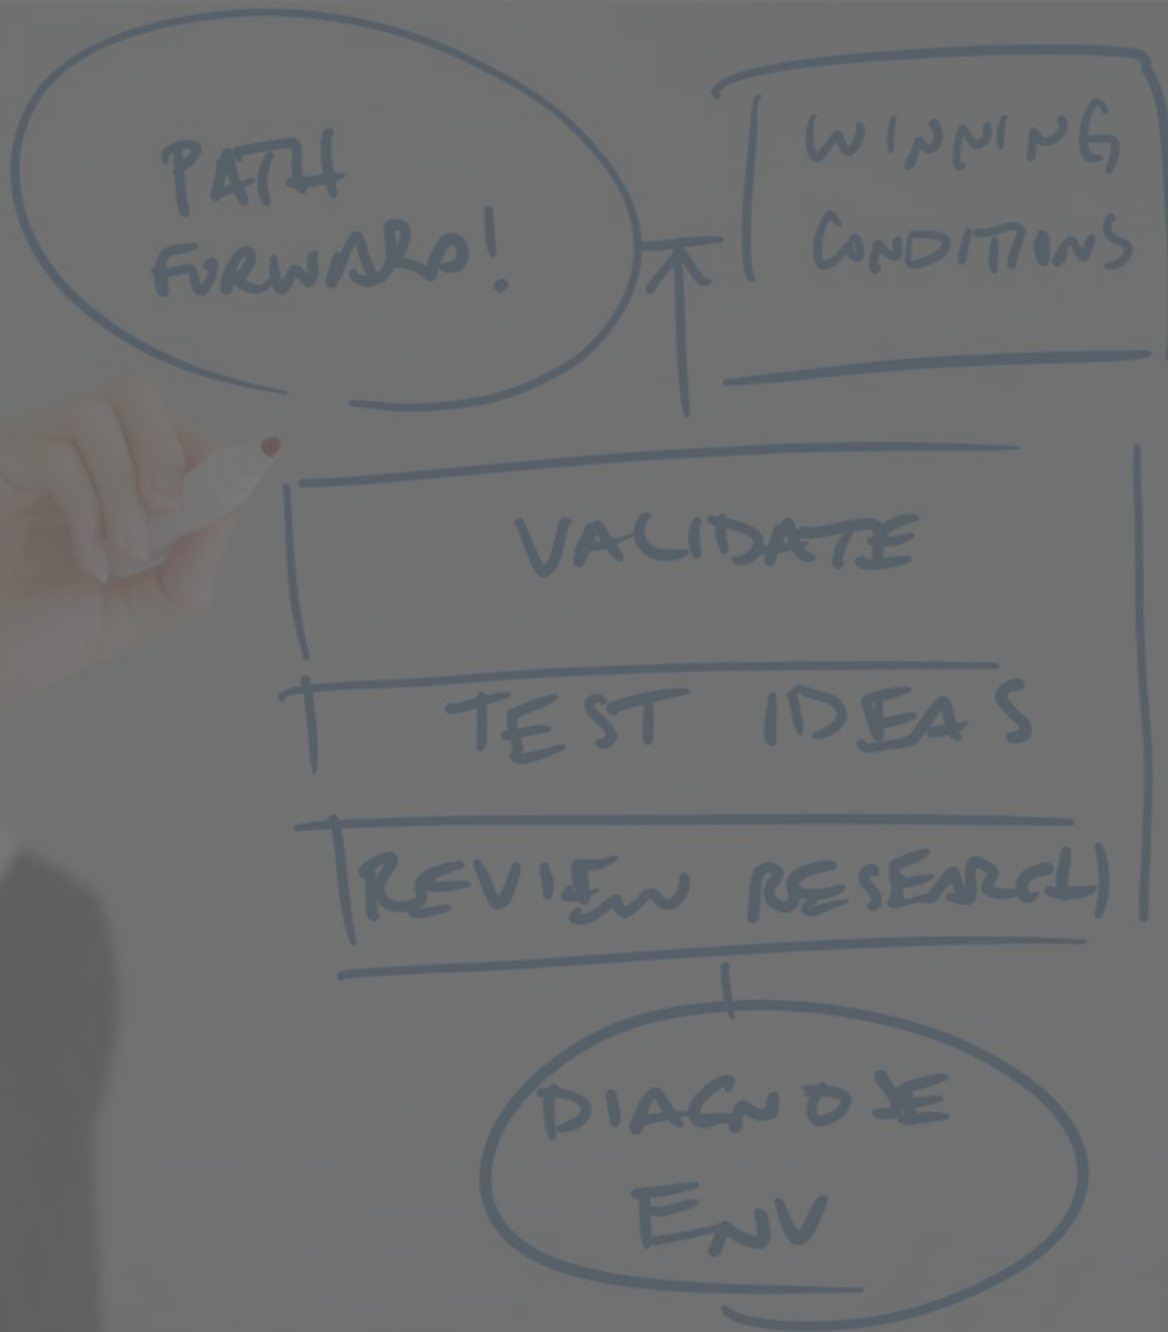 PATH
FORWARD!
WINNING
CONDITIONS
VALIDATE
TEST IDEAS
REVIEW RESEARCH
DIAGNOSE
ENV